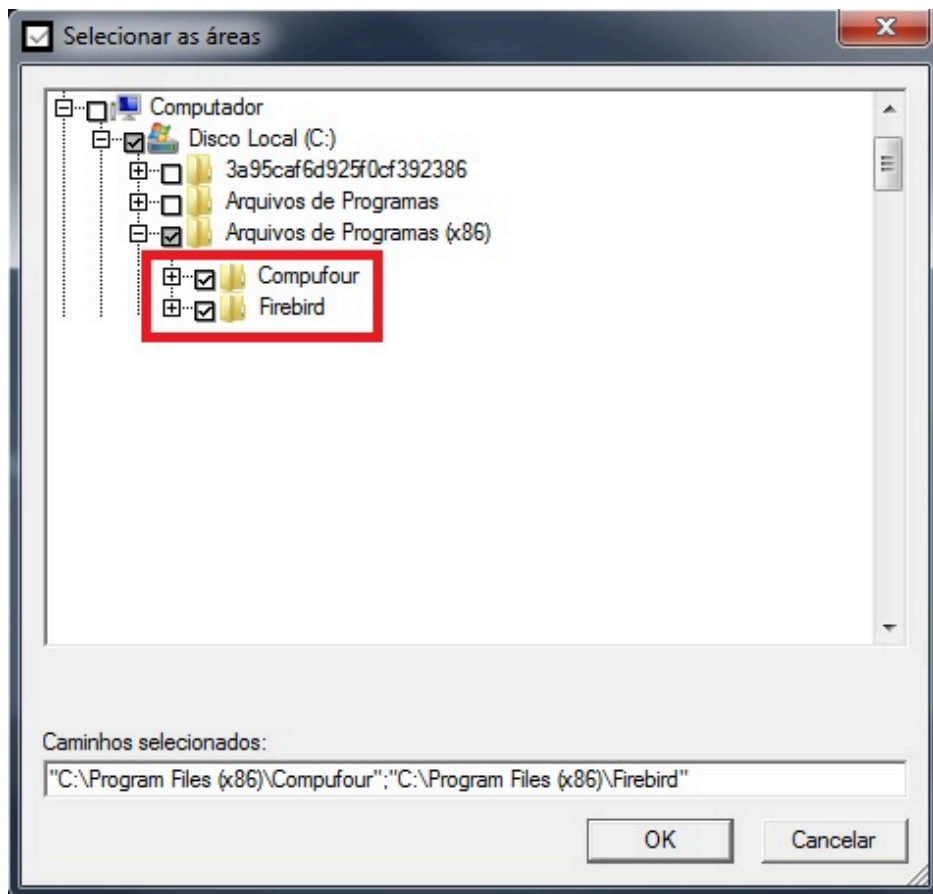 Selecionar as áreas
Computador
Disco Local (C:)
3a95caf6d925f0cf392386
Arquivos de Programas
Arquivos de Programas (x86)
Compufour
Firebird
Caminhos selecionados:
"C:\Program Files (x86)\Compufour";"C:\Program Files (x86)\Firebird"
OK
Cancelar